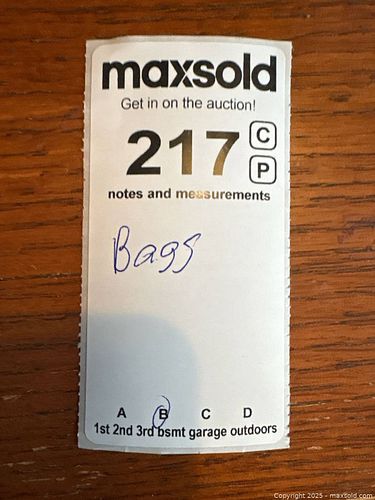 maxsold
Get in on the auction!
217 C
P
notes and measurements
Bags
A B C D
1st 2nd 3rd bsmt garage outdoors
Copyright 2025 - maxsold.com